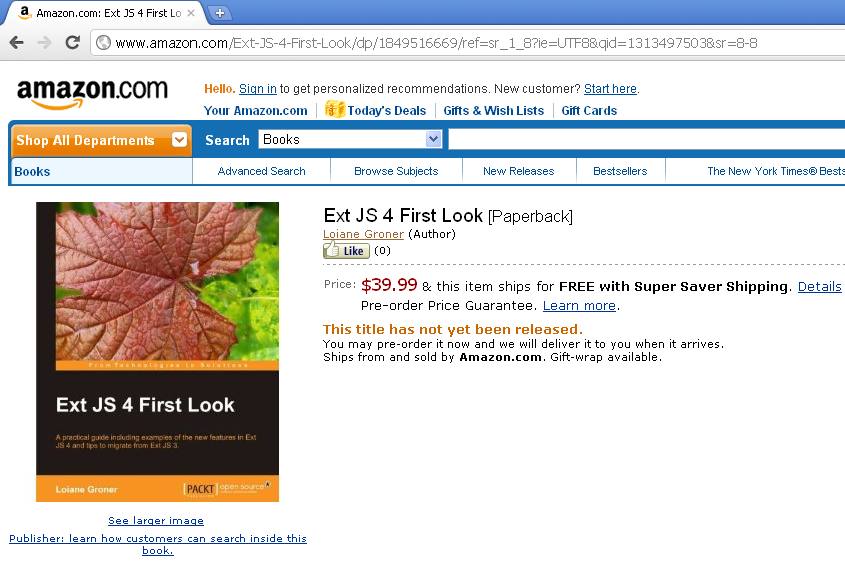 Amazon.com: Ext JS 4 First Lo
www.amazon.com/Ext-JS-4-First-Look/dp/1849516669/ref=sr_1_8?ie=UTF8&qid=1313497503&sr=8-8
amazon.com
Hello. Sign in to get personalized recommendations. New customer? Start here.
Your Amazon.com Today's Deals Gifts & Wish Lists Gift Cards
Shop All Departments Search Books
Books Advanced Search Browse Subjects New Releases Bestsellers The New York Times® Bests
Ext JS 4 First Look [Paperback]
Loiane Groner (Author)
Like (0)
Price: $39.99 & this item ships for FREE with Super Saver Shipping. Details
Pre-order Price Guarantee. Learn more.
This title has not yet been released.
You may pre-order it now and we will deliver it to you when it arrives.
Ships from and sold by Amazon.com. Gift-wrap available.
From Technologies to Solutions
Ext JS 4 First Look
A practical guide including examples of the new features in Ext
JS 4 and tips to migrate from Ext JS 3.
Loiane Groner [PACKT] open source*
See larger image
Publisher: learn how customers can search inside this
book.